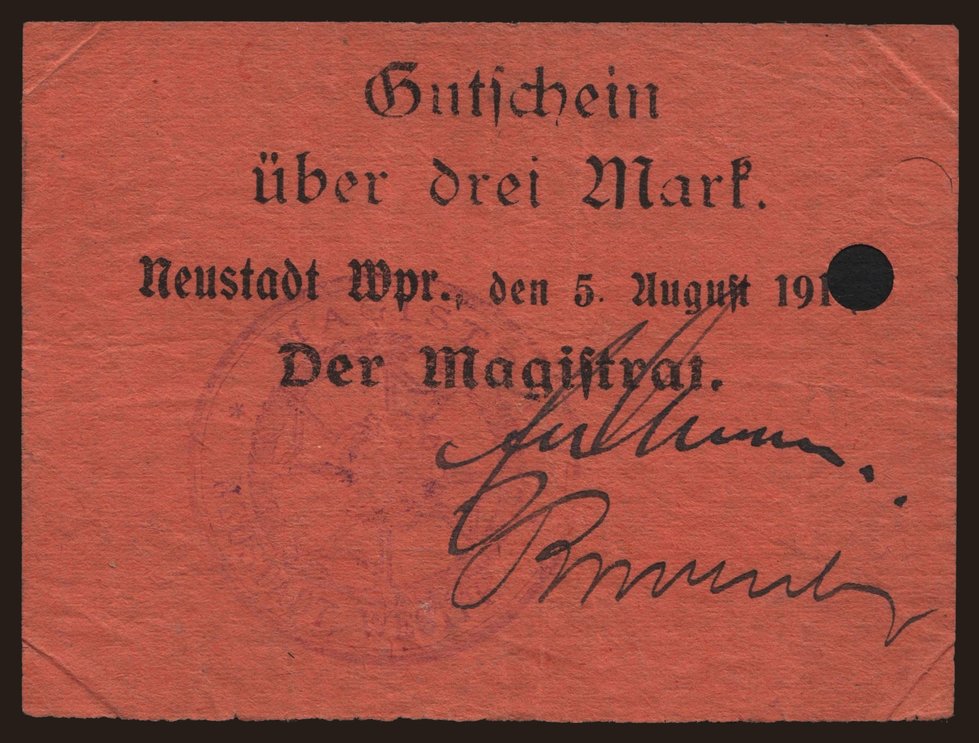 Gutschein
über drei Mark.
Neustadt Wpr., den 5. August 191
Der Magistrat.